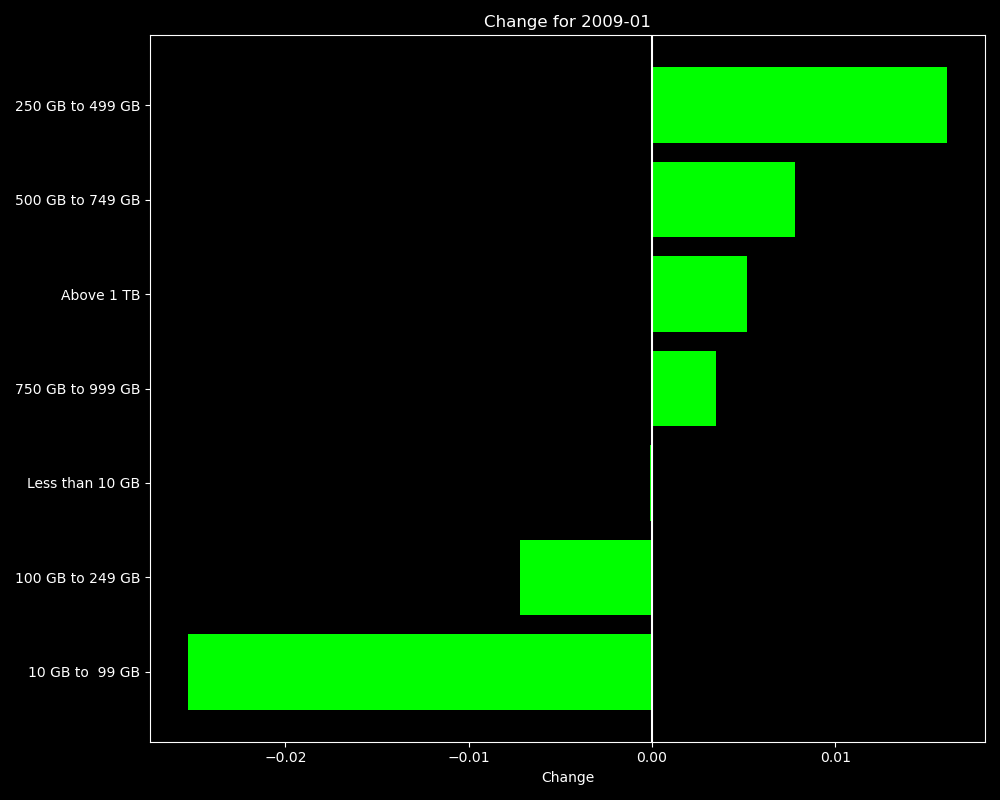 Change for 2009-01
250 GB to 499 GB
500 GB to 749 GB
Above 1 TB
750 GB to 999 GB
Less than 10 GB
100 GB to 249 GB
10 GB to  99 GB
−0.02 −0.01 0.00 0.01
Change